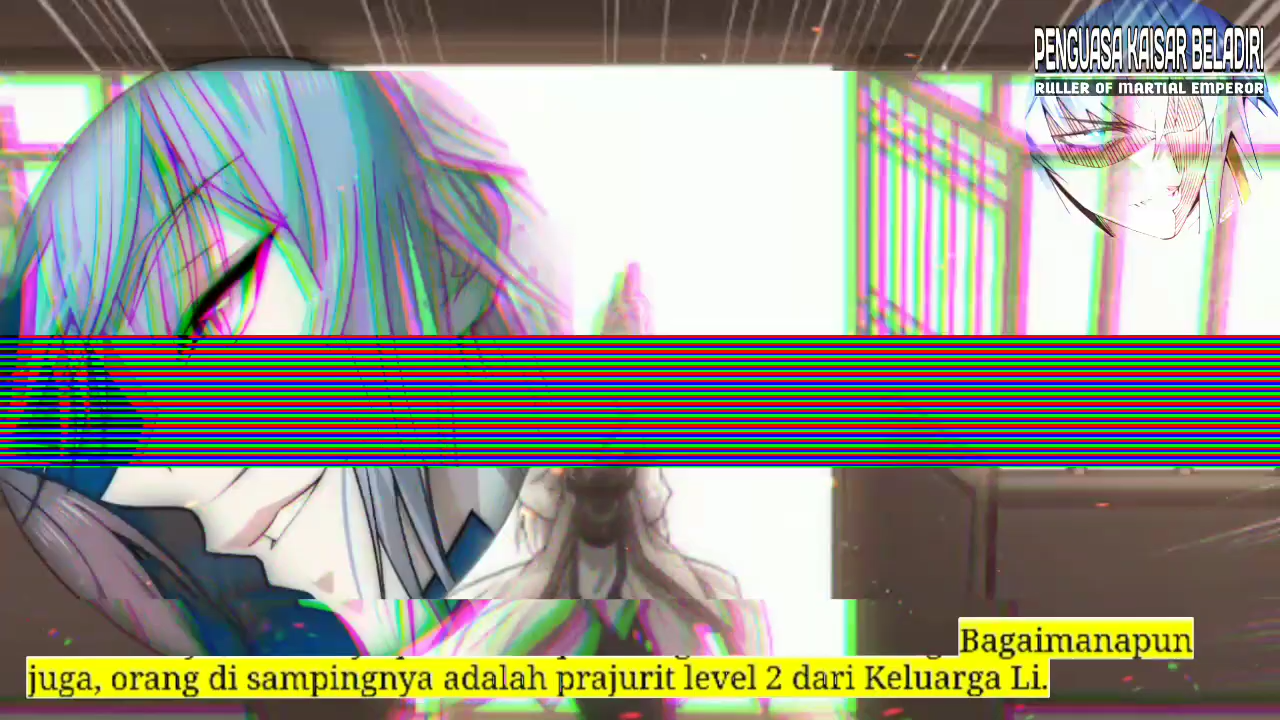 PENGUASA KAISAR BELADIRI
RULLER OF MARTIAL EMPEROR
Bagaimanapun
juga, orang di sampingnya adalah prajurit level 2 dari Keluarga Li.